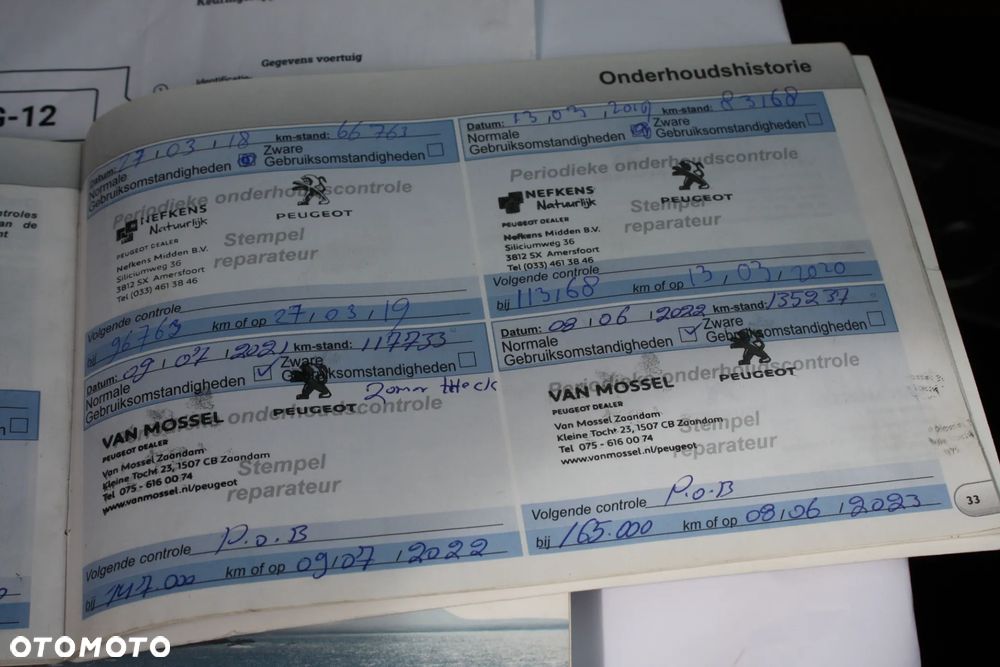 Gegevens voertuig
G-12
Onderhoudshistorie
Datum: 27 , 03 , 18 km-stand: 66763
Normale
Gebruiksomstandigheden
Zware
Gebruiksomstandigheden
Periodieke onderhoudscontrole
NEFKENS
Natuurlijk
PEUGEOT DEALER
PEUGEOT
Nefkens Midden B.V.
Siliciumweg 36
3812 SX Amersfoort
Tel (033) 461 38 46
Stempel
reparateur
Volgende controle
bij 96763 km of op 27 , 03 , 19
Datum: 13 , 03 , 2019 km-stand: 83168
Normale
Gebruiksomstandigheden
Zware
Gebruiksomstandigheden
Periodieke onderhoudscontrole
NEFKENS
Natuurlijk
PEUGEOT DEALER
PEUGEOT
Nefkens Midden B.V.
Siliciumweg 36
3812 SX Amersfoort
Tel (033) 461 38 46
Stempel
reparateur
Volgende controle
bij 113168 km of op 13 , 03 , 2020
Datum: 09 , 07 , 2021 km-stand: 117733
Normale
Gebruiksomstandigheden
Zware
Gebruiksomstandigheden
PEUGEOT
Periodieke onderhoudscontrole
VAN MOSSEL
PEUGEOT DEALER
Van Mossel Zaandam
Kleine Tocht 23, 1507 CB Zaandam
Tel 075 - 616 00 74
www.vanmossel.nl/peugeot
Stempel
reparateur
Volgende controle P.o.B
bij 147.000 km of op 09 , 07 , 2022
Datum: 08 , 06 , 2022 km-stand: 135237
Normale
Gebruiksomstandigheden
Zware
Gebruiksomstandigheden
PEUGEOT
Periodieke onderhoudscontrole
VAN MOSSEL
PEUGEOT DEALER
Van Mossel Zaandam
Kleine Tocht 23, 1507 CB Zaandam
Tel 075 - 616 00 74
www.vanmossel.nl/peugeot
Stempel
reparateur
Volgende controle P.o.B
bij 165.000 km of op 08 , 06 , 2023
33
OTOMOTO